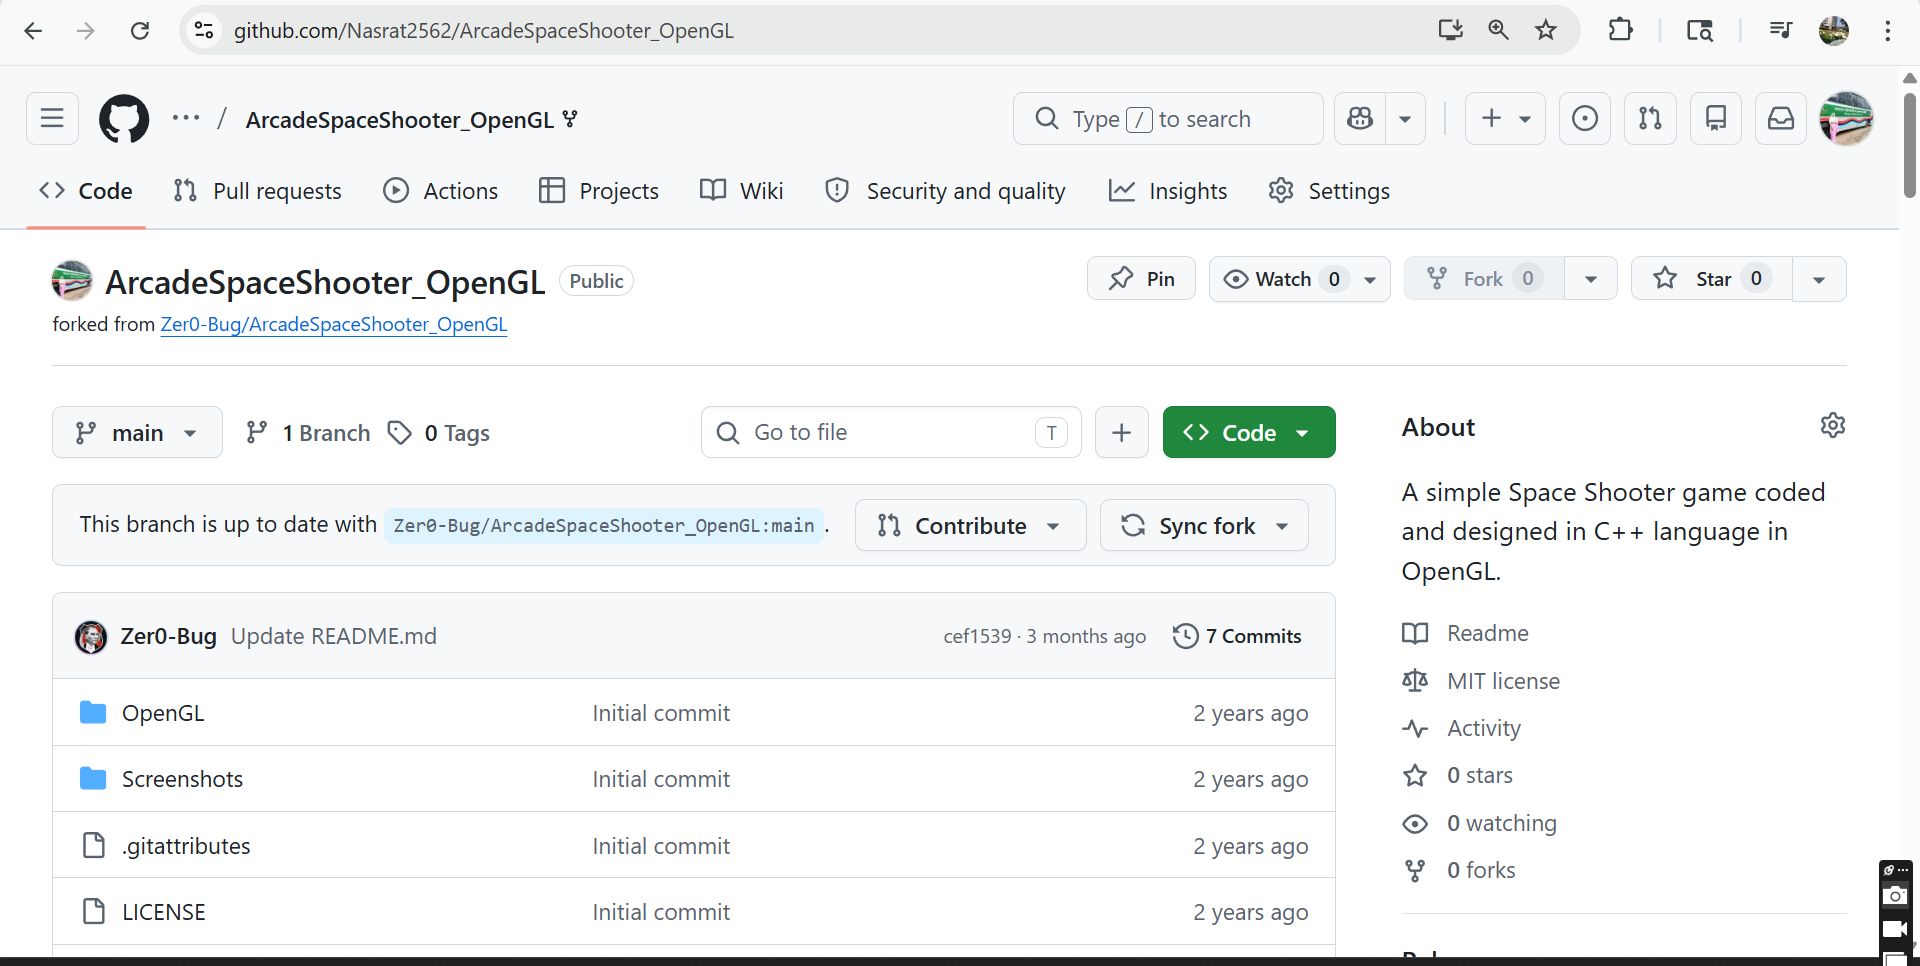 github.com/Nasrat2562/ArcadeSpaceShooter_OpenGL
... / ArcadeSpaceShooter_OpenGL
Type / to search
Code Pull requests Actions Projects Wiki Security and quality Insights Settings
ArcadeSpaceShooter_OpenGL Public
Pin Watch 0 Fork 0 Star 0
forked from Zer0-Bug/ArcadeSpaceShooter_OpenGL
main 1 Branch 0 Tags
Go to file T
Code
This branch is up to date with Zer0-Bug/ArcadeSpaceShooter_OpenGL:main .
Contribute Sync fork
Zer0-Bug Update README.md cef1539 · 3 months ago 7 Commits
OpenGL Initial commit 2 years ago
Screenshots Initial commit 2 years ago
.gitattributes Initial commit 2 years ago
LICENSE Initial commit 2 years ago
About
A simple Space Shooter game coded
and designed in C++ language in
OpenGL.
Readme
MIT license
Activity
0 stars
0 watching
0 forks